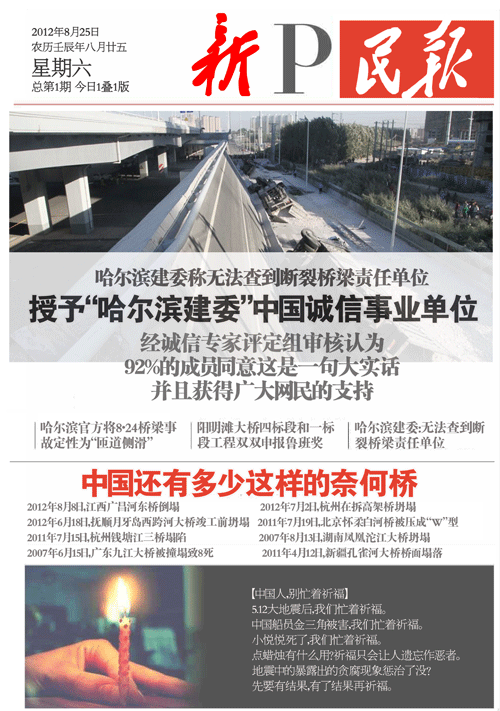 2012年8月25日
农历壬辰年八月廿五
星期六
总第1期 今日1叠1版
新P民报
哈尔滨建委称无法查到断裂桥梁责任单位
授予“哈尔滨建委”中国诚信事业单位
经诚信专家评定组审核认为
92%的成员同意这是一句大实话
并且获得广大网民的支持
哈尔滨官方将8·24桥梁事
故定性为“匝道侧滑”
阳明滩大桥四标段和一标
段工程双双申报鲁班奖
哈尔滨建委:无法查到断
裂桥梁责任单位
中国还有多少这样的奈何桥
2012年8月8日,江西广昌河东桥倒塌
2012年7月2日,杭州在拆高架桥坍塌
2012年6月18日,抚顺月牙岛西跨河大桥竣工前坍塌
2011年7月19日,北京怀柔白河桥被压成“W”型
2011年7月15日,杭州钱塘江三桥塌陷
2007年8月13日,湖南凤凰沱江大桥坍塌
2007年6月15日,广东九江大桥被撞塌致8死
2011年4月12日,新疆孔雀河大桥桥面塌落
【中国人,别忙着祈福】
5.12大地震后,我们忙着祈福。
中国船员金三角被害,我们忙着祈福。
小悦悦死了,我们忙着祈福。
点蜡烛有什么用?祈福只会让人遗忘作恶者。
地震中的暴露出的贪腐现象惩治了没?
先要有结果,有了结果再祈福。